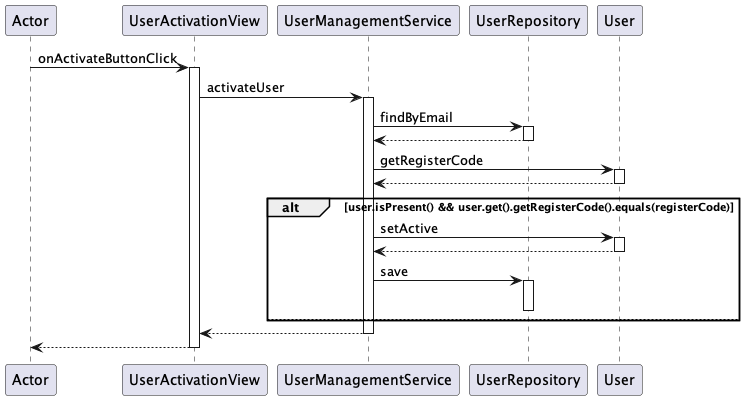 Actor UserActivationView UserManagementService UserRepository User
onActivateButtonClick
activateUser
findByEmail
getRegisterCode
alt [user.isPresent() && user.get().getRegisterCode().equals(registerCode)]
setActive
save
Actor UserActivationView UserManagementService UserRepository User